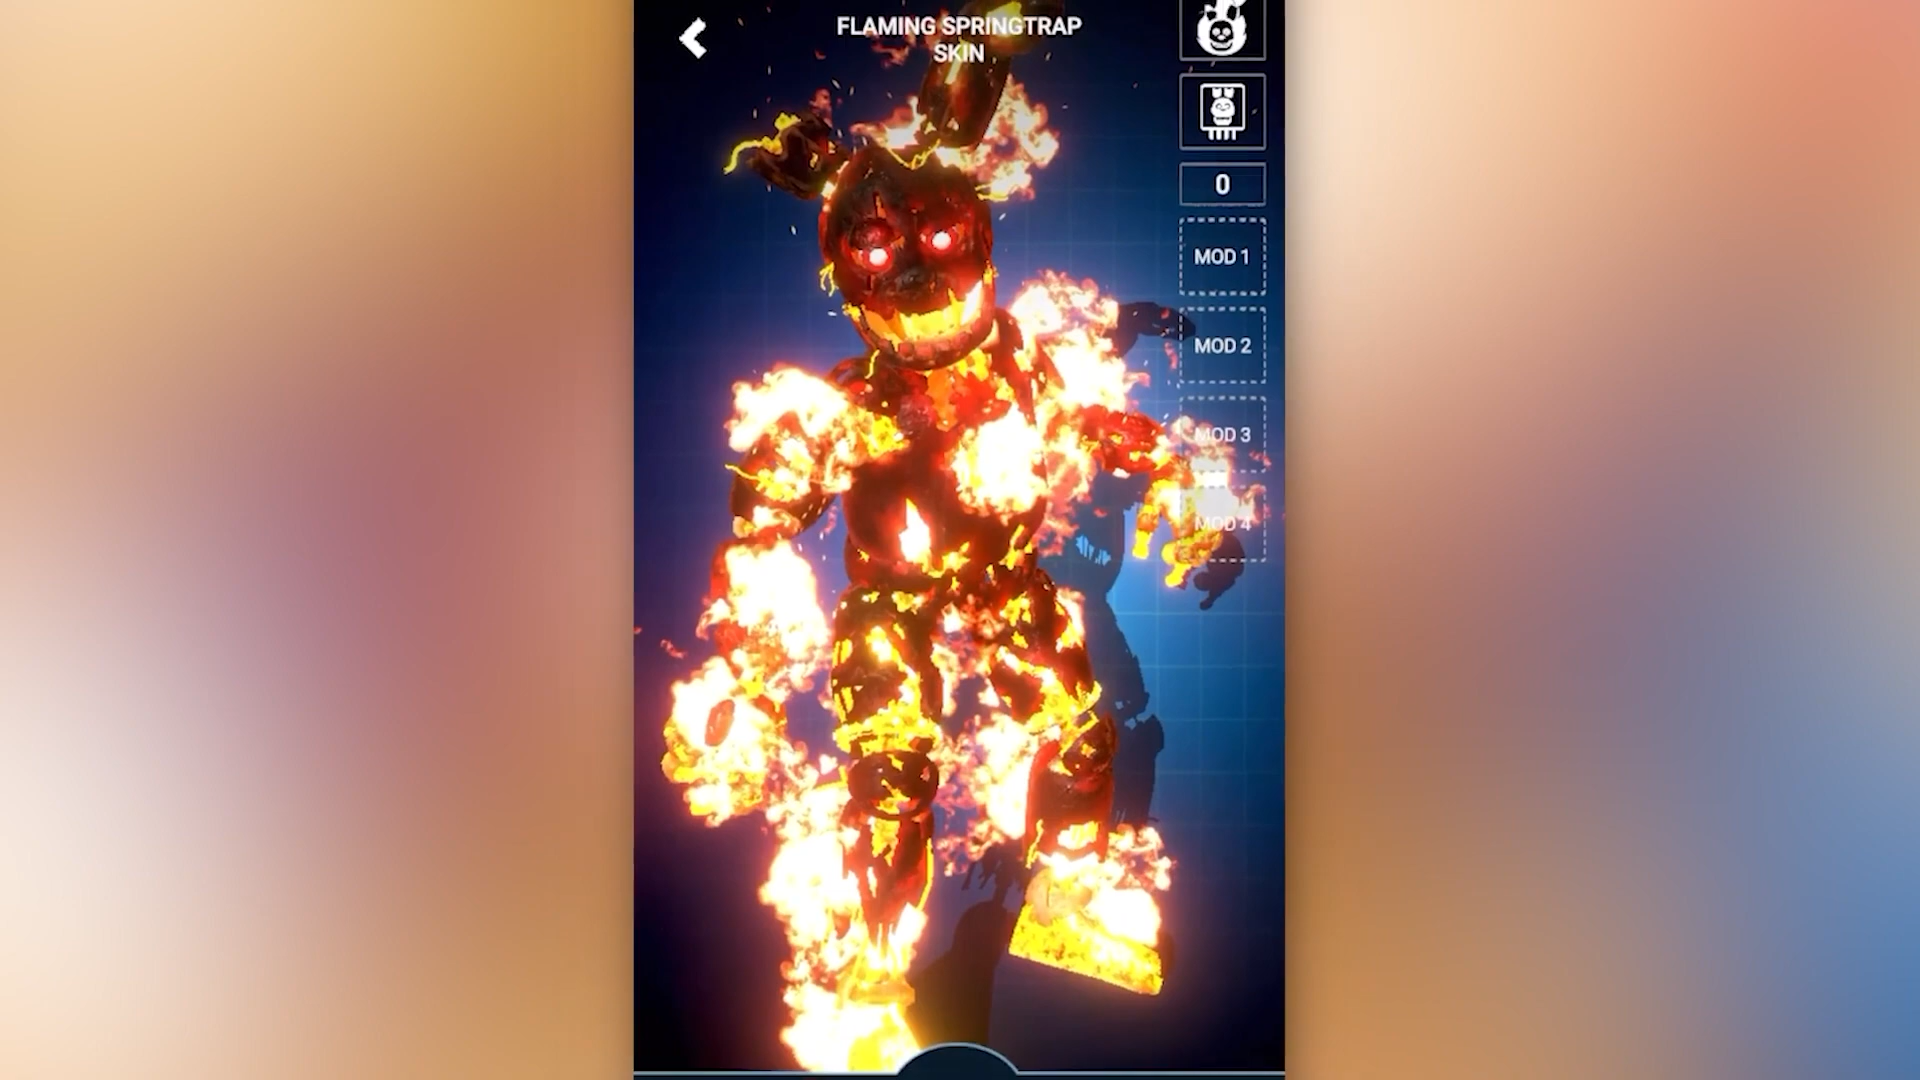 FLAMING SPRINGTRAP
SKIN
0
MOD 1
MOD 2
MOD 3
MOD 4